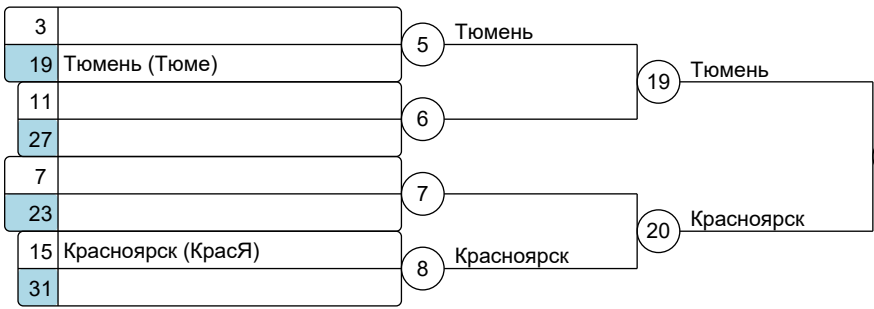 3
19 Тюмень (Тюме)
11
27
7
23
15 Красноярск (КрасЯ)
31
5 Тюмень
6
7
8 Красноярск
19 Тюмень
20 Красноярск